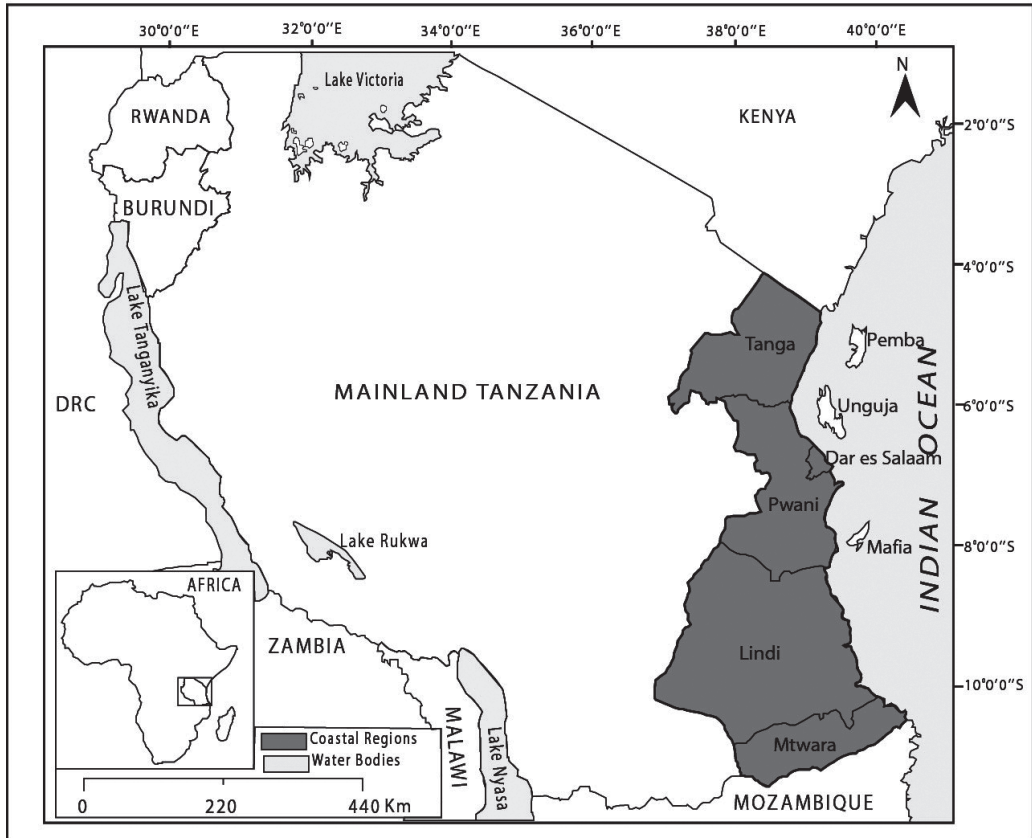 30°0'0"E 32°0'0"E 34°0'0"E 36°0'0"E 38°0'0"E 40°0'0"E
Lake Victoria
N
RWANDA
KENYA
2°0'0"S
BURUNDI
4°0'0"S
Lake Tanganyika
Tanga
Pemba
DRC
MAINLAND TANZANIA
Unguja
6°0'0"S
Dar es Salaam
INDIAN OCEAN
Pwani
Lake Rukwa
Mafia
8°0'0"S
AFRICA
ZAMBIA
Lindi
10°0'0"S
MALAWI
Lake Nyasa
Mtwara
Coastal Regions
Water Bodies
0 220 440 Km
MOZAMBIQUE